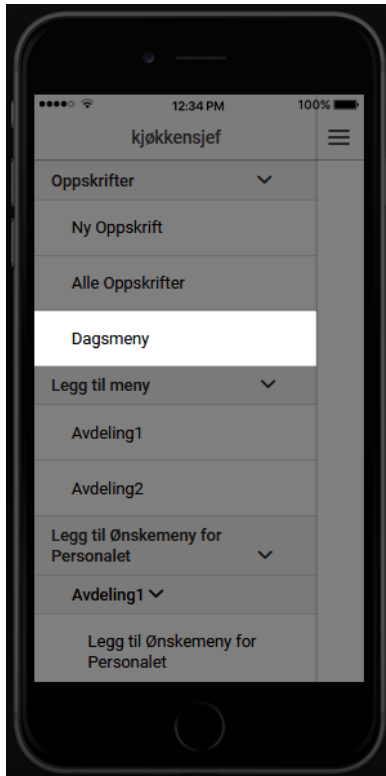 12:34 PM 100%
kjøkkensjef
Oppskrifter
Ny Oppskrift
Alle Oppskrifter
Dagsmeny
Legg til meny
Avdeling1
Avdeling2
Legg til Ønskemeny for
Personalet
Avdeling1
Legg til Ønskemeny for
Personalet